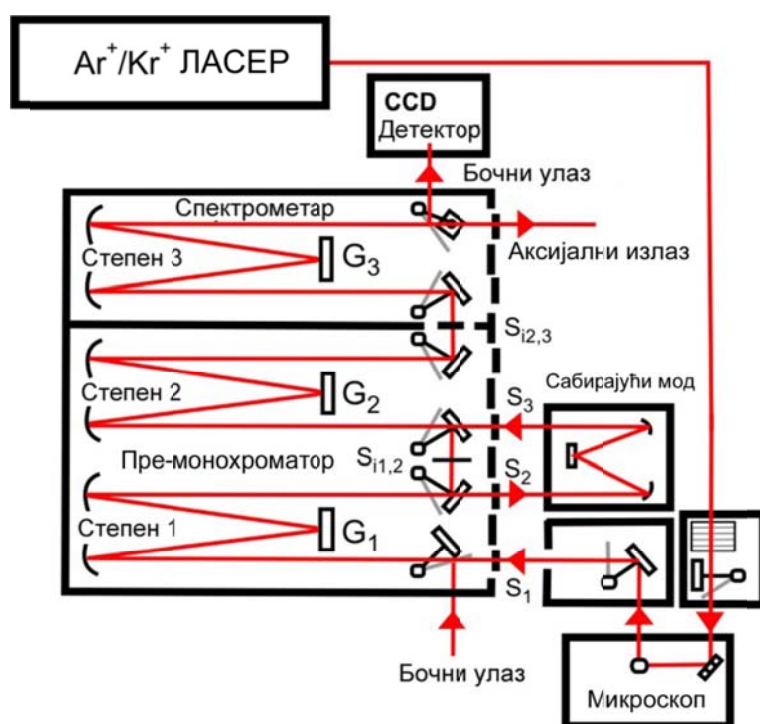 Ar⁺/Kr⁺ ЛАСЕР
CCD
Детектор
Бочни улаз
Спектрометар
Аксијални излаз
Степен 3
G₃
Sᵢ₂,₃
Степен 2
G₂
Сабирајући мод
S₃
Пре-монохроматор
Sᵢ₁,₂
S₂
Степен 1
G₁
S₁
Бочни улаз
Микроскоп